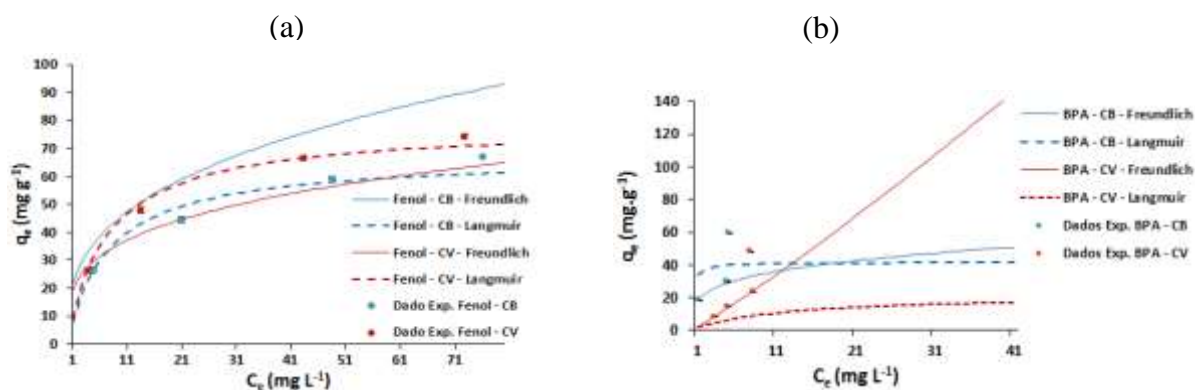 (a)
(b)
100
90
80
70
60
50
40
30
20
10
0
qe (mg g-1)
1 11 21 31 41 51 61 71
Ce (mg L-1)
Fenol - CB - Freundlich
Fenol - CB - Langmuir
Fenol - CV - Freundlich
Fenol - CV - Langmuir
Dado Exp. Fenol - CB
Dado Exp. Fenol - CV
140
120
100
80
60
40
20
0
qe (mg.g-1)
1 11 21 31 41
Ce (mg L-1)
BPA - CB - Freundlich
BPA - CB - Langmuir
BPA - CV - Freundlich
BPA - CV - Langmuir
Dados Exp. BPA - CB
Dados Exp. BPA - CV